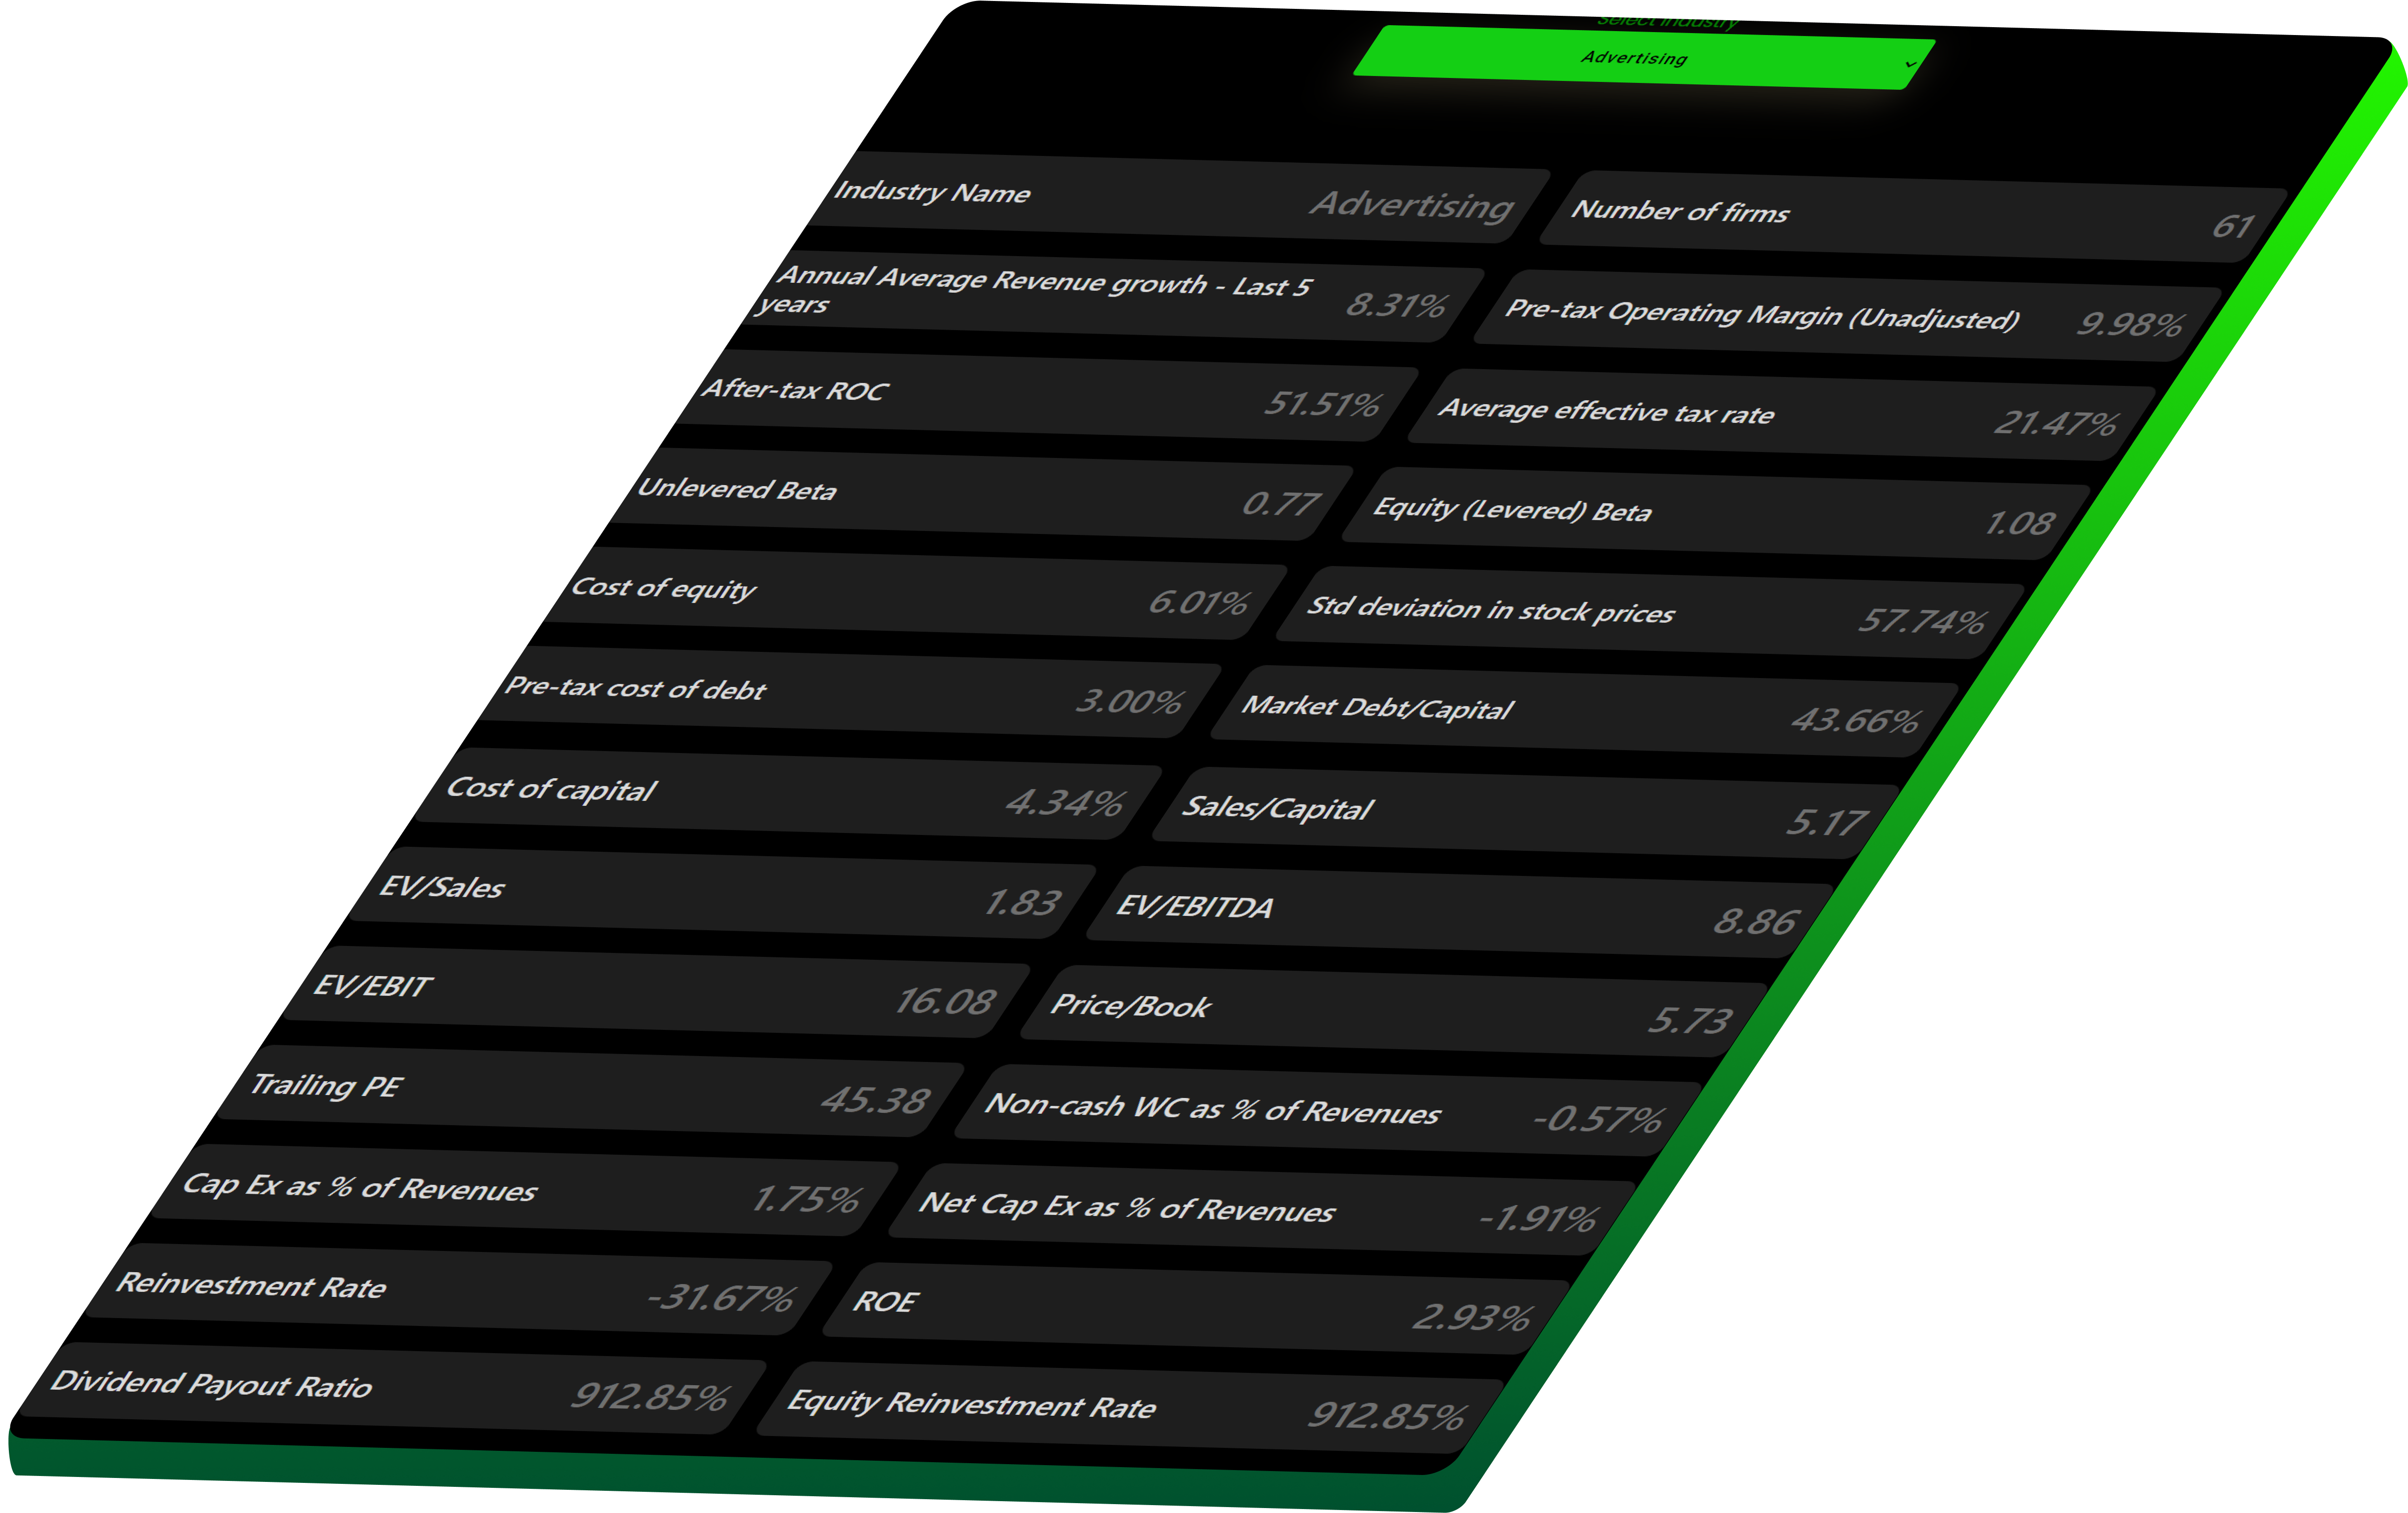 Select Industry
Advertising
Industry Name
Advertising
Number of firms
61
Annual Average Revenue growth - Last 5
years
8.31%
Pre-tax Operating Margin (Unadjusted)
9.98%
After-tax ROC
51.51%
Average effective tax rate
21.47%
Unlevered Beta
0.77
Equity (Levered) Beta
1.08
Cost of equity
6.01%
Std deviation in stock prices
57.74%
Pre-tax cost of debt
3.00%
Market Debt/Capital
43.66%
Cost of capital
4.34%
Sales/Capital
5.17
EV/Sales
1.83
EV/EBITDA
8.86
EV/EBIT
16.08
Price/Book
5.73
Trailing PE
45.38
Non-cash WC as % of Revenues
-0.57%
Cap Ex as % of Revenues
1.75%
Net Cap Ex as % of Revenues
-1.91%
Reinvestment Rate
-31.67%
ROE
2.93%
Dividend Payout Ratio
912.85%
Equity Reinvestment Rate
912.85%